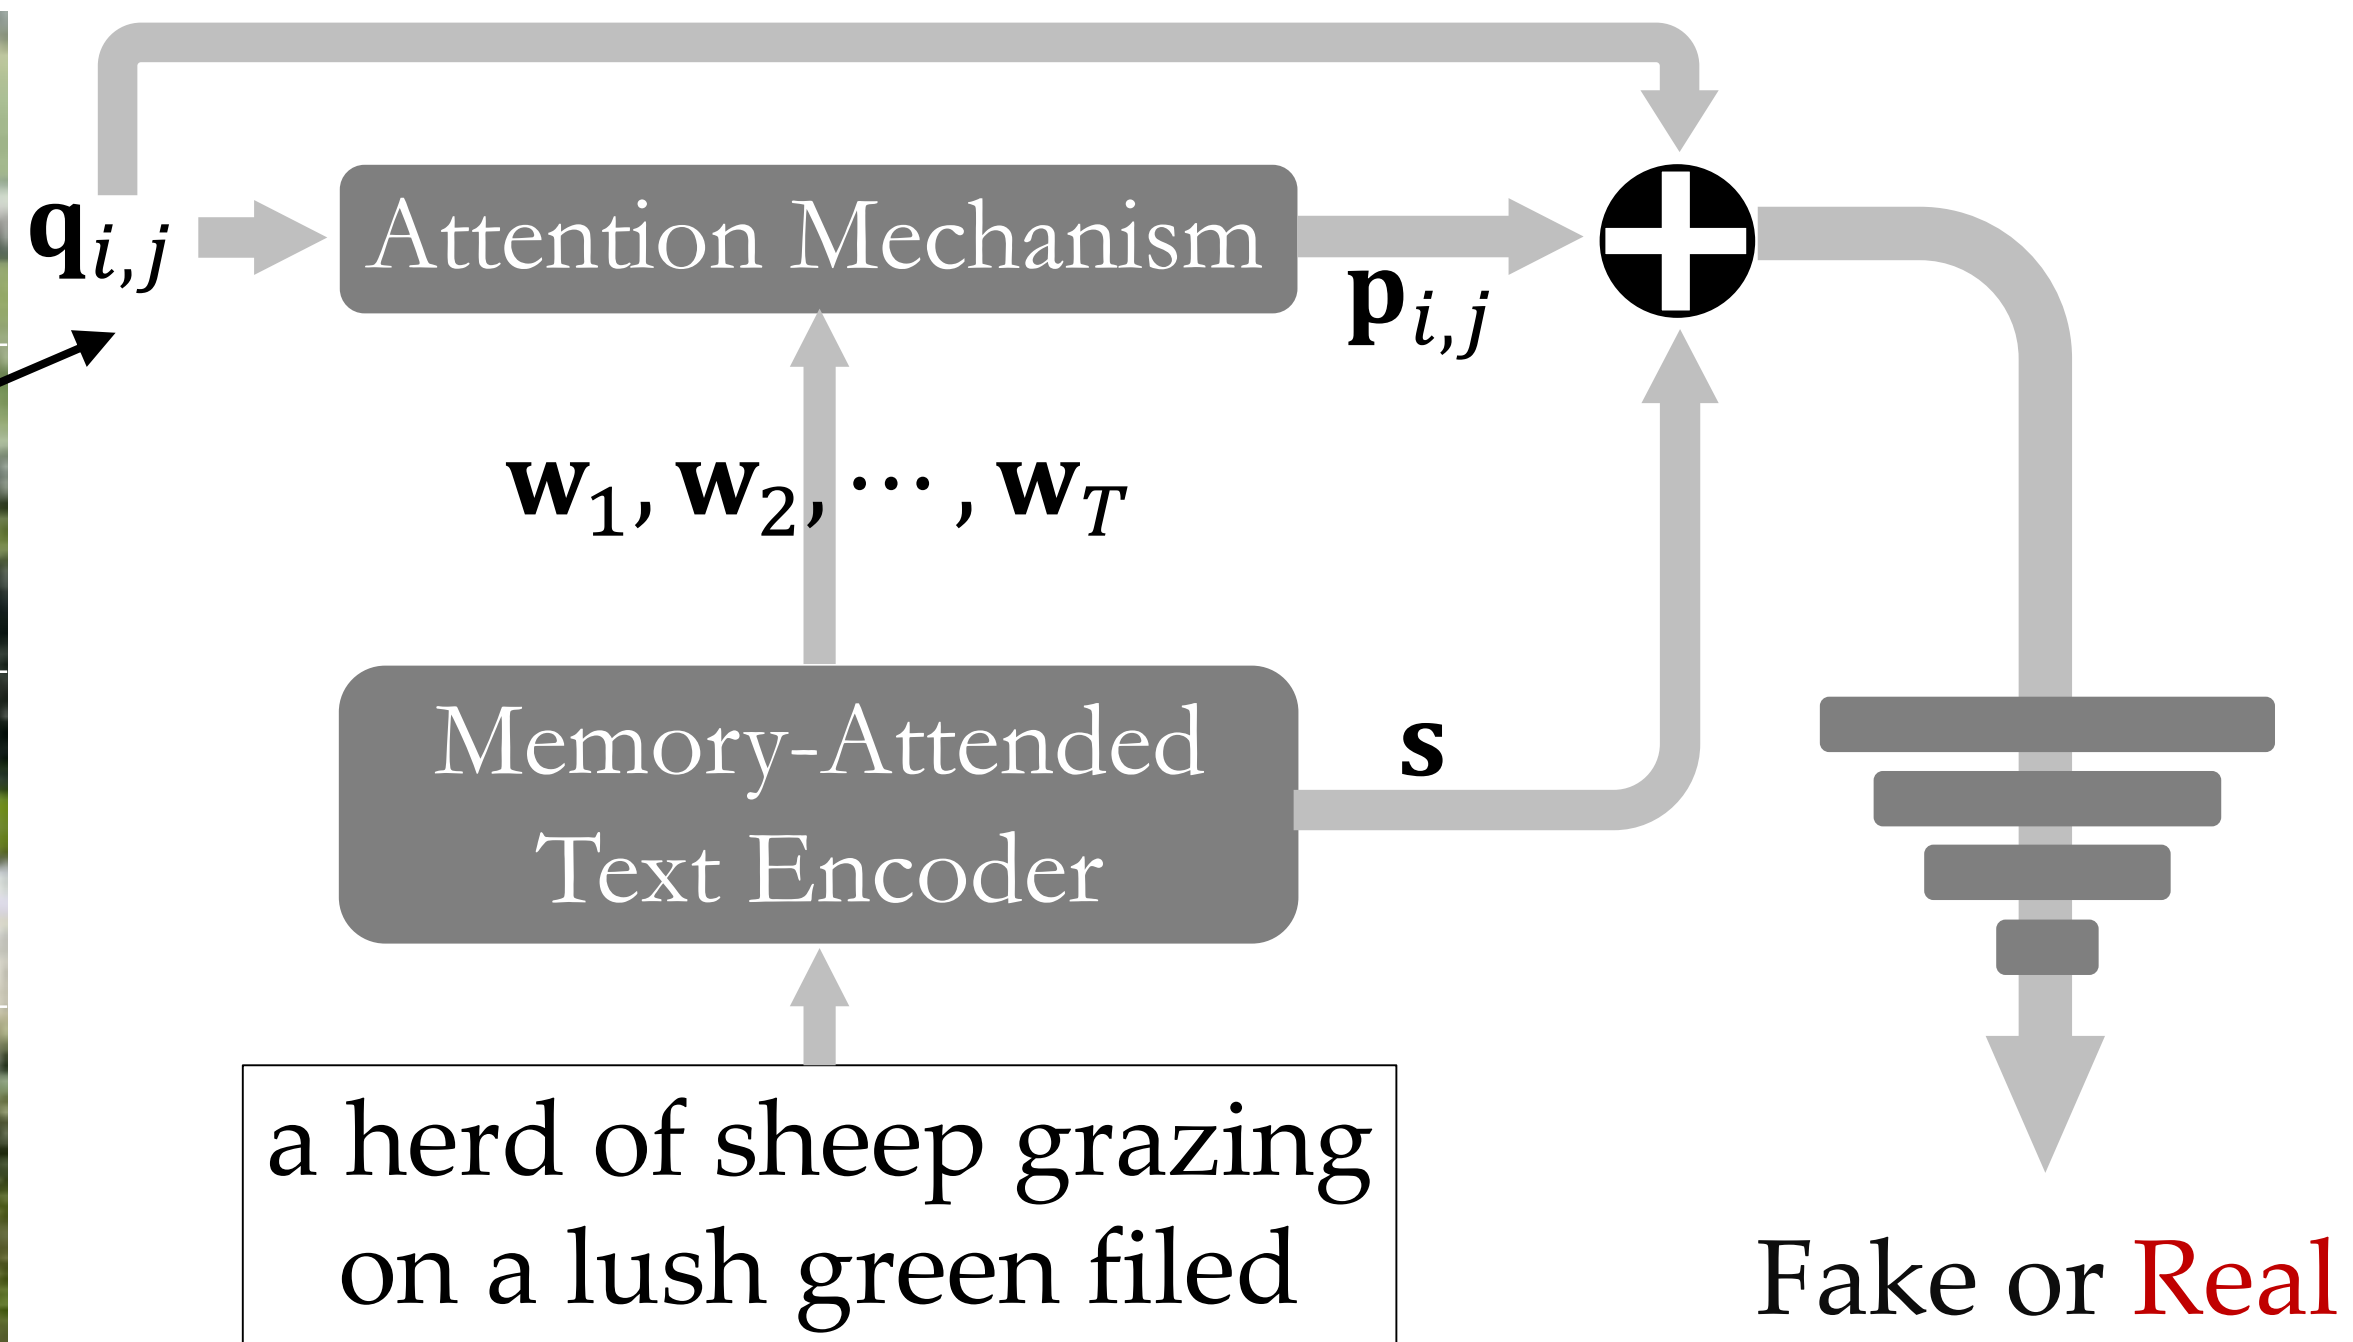 q_{i,j}
Attention Mechanism
p_{i,j}
w_1, w_2, ⋯, w_T
Memory-Attended
Text Encoder
s
a herd of sheep grazing
on a lush green filed
Fake or Real